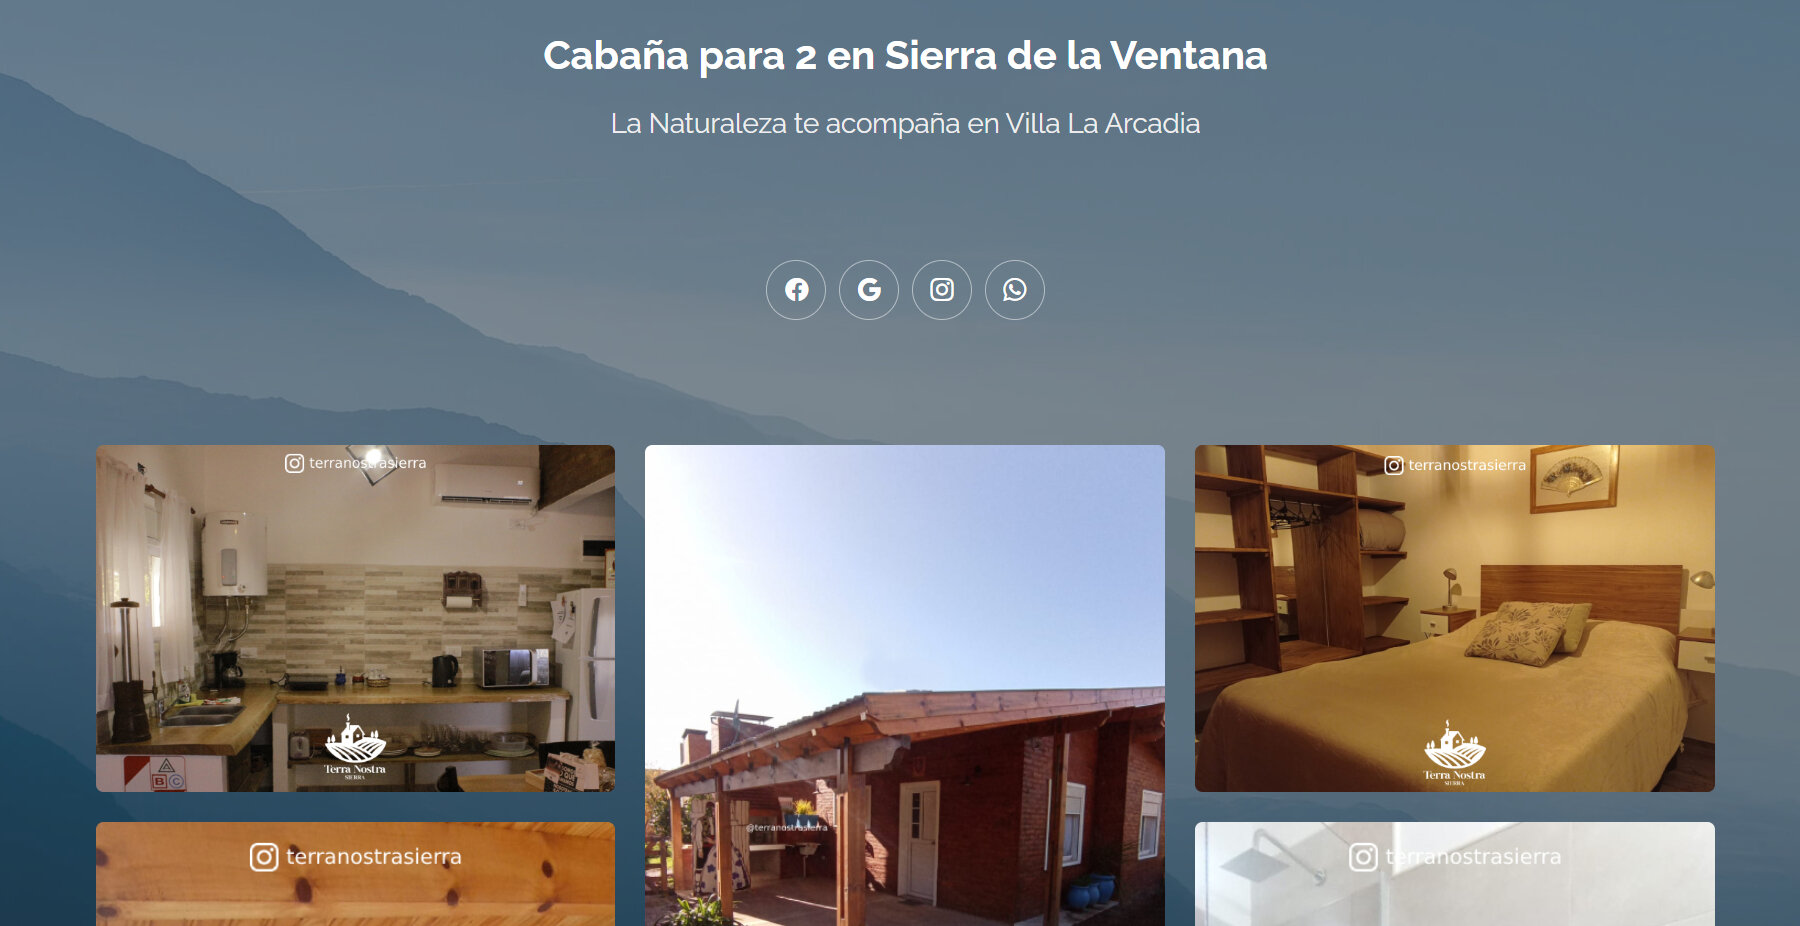 Cabaña para 2 en Sierra de la Ventana
La Naturaleza te acompaña en Villa La Arcadia
terranostrasierra
Terra Nostra
SIERRA
B C
@terranostrasierra
terranostrasierra
Terra Nostra
SIERRA
terranostrasierra
terranostrasierra